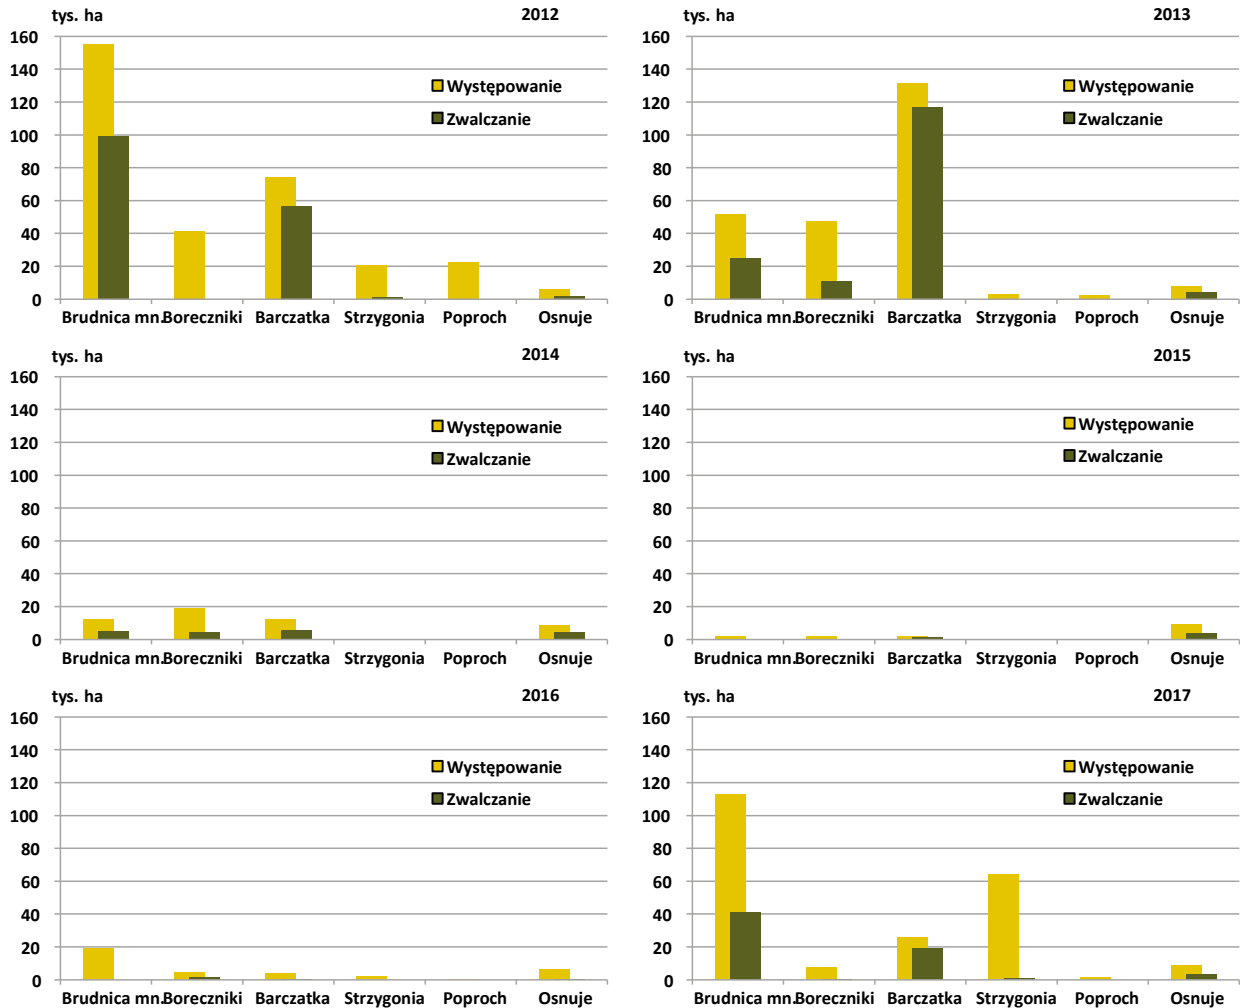 tys. ha 2012
160
140
120
100
80
60
40
20
0
Występowanie
Zwalczanie
Brudnica mn. Boreczniki Barczatka Strzygonia Poproch Osnuje
tys. ha 2013
160
140
120
100
80
60
40
20
0
Występowanie
Zwalczanie
Brudnica mn. Boreczniki Barczatka Strzygonia Poproch Osnuje
tys. ha 2014
160
140
120
100
80
60
40
20
0
Występowanie
Zwalczanie
Brudnica mn. Boreczniki Barczatka Strzygonia Poproch Osnuje
tys. ha 2015
160
140
120
100
80
60
40
20
0
Występowanie
Zwalczanie
Brudnica mn. Boreczniki Barczatka Strzygonia Poproch Osnuje
tys. ha 2016
160
140
120
100
80
60
40
20
0
Występowanie
Zwalczanie
Brudnica mn. Boreczniki Barczatka Strzygonia Poproch Osnuje
tys. ha 2017
160
140
120
100
80
60
40
20
0
Występowanie
Zwalczanie
Brudnica mn. Boreczniki Barczatka Strzygonia Poproch Osnuje